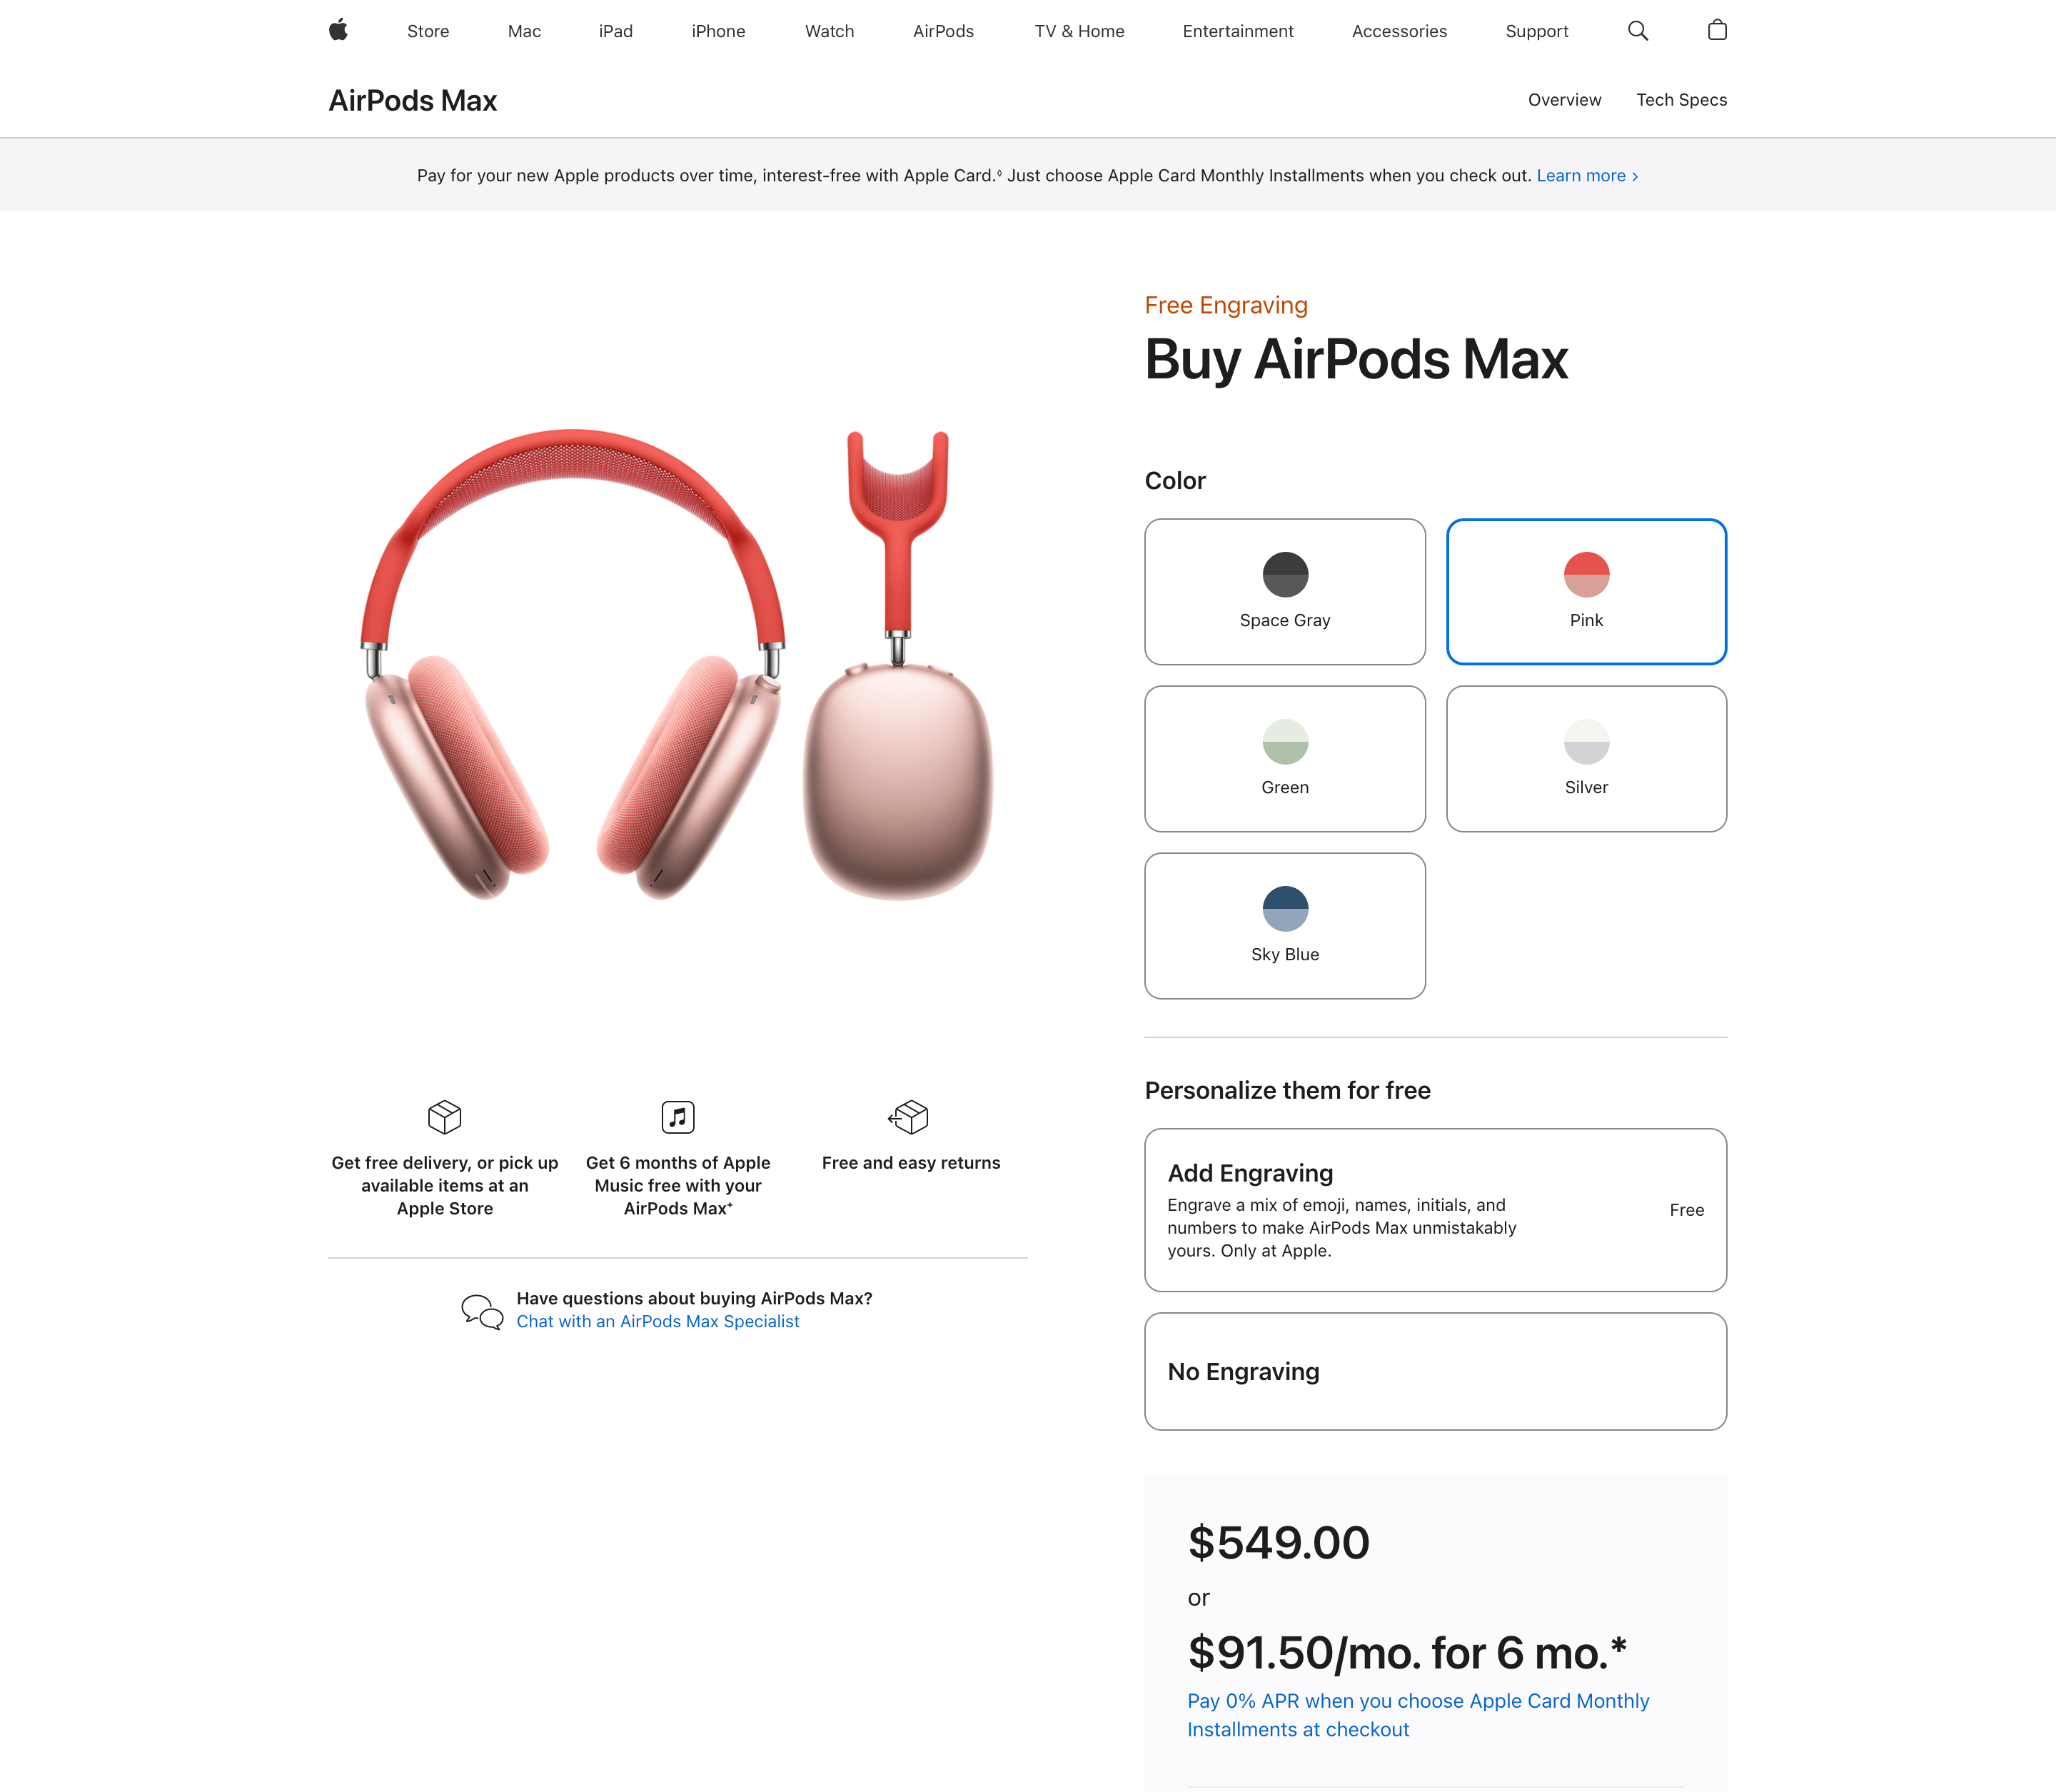 Store Mac iPad iPhone Watch AirPods TV & Home Entertainment Accessories Support
AirPods Max
Overview Tech Specs
Pay for your new Apple products over time, interest-free with Apple Card.◊ Just choose Apple Card Monthly Installments when you check out. Learn more >
Free Engraving
Buy AirPods Max
Color
Space Gray
Pink
Green
Silver
Sky Blue
Get free delivery, or pick up
available items at an
Apple Store
Get 6 months of Apple
Music free with your
AirPods Max+
Free and easy returns
Have questions about buying AirPods Max?
Chat with an AirPods Max Specialist
Personalize them for free
Add Engraving
Engrave a mix of emoji, names, initials, and
numbers to make AirPods Max unmistakably
yours. Only at Apple.
Free
No Engraving
$549.00
or
$91.50/mo. for 6 mo.*
Pay 0% APR when you choose Apple Card Monthly
Installments at checkout